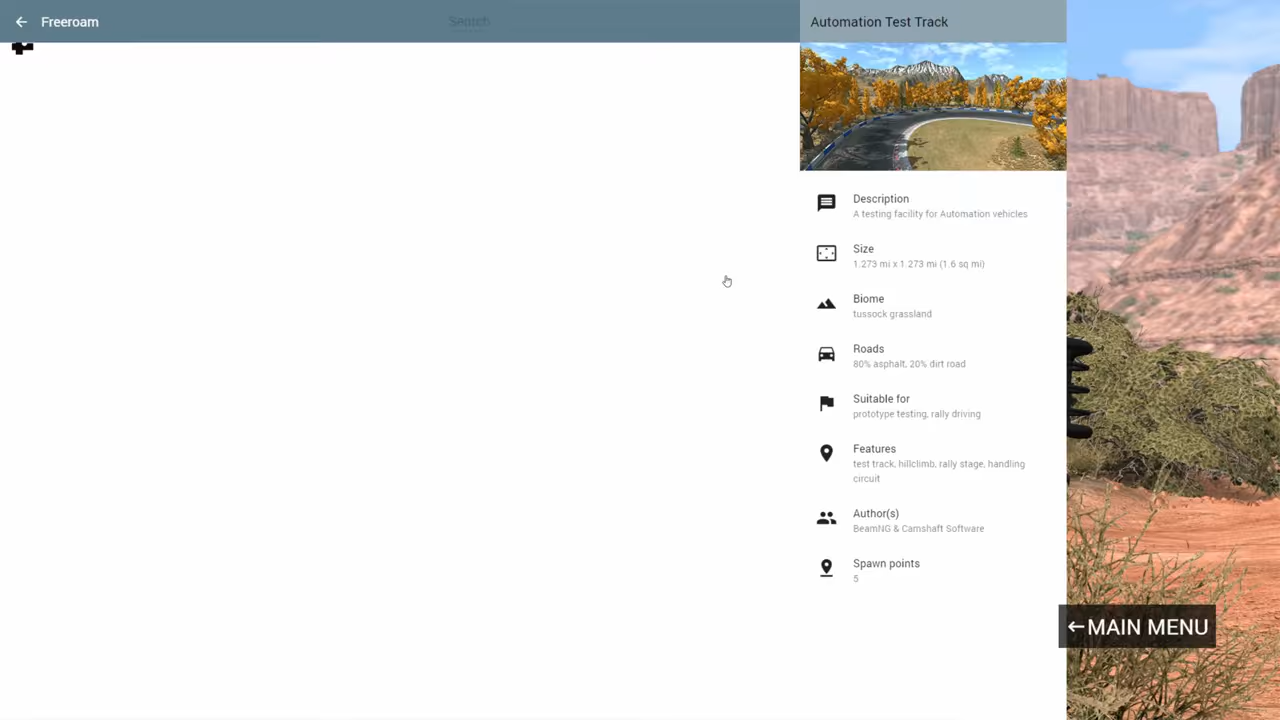 Freeroam
Search
Automation Test Track
Description
A testing facility for Automation vehicles
Size
1.273 mi x 1.273 mi (1.6 sq mi)
Biome
tussock grassland
Roads
80% asphalt, 20% dirt road
Suitable for
prototype testing, rally driving
Features
test track, hillclimb, rally stage, handling
circuit
Author(s)
BeamNG & Camshaft Software
Spawn points
5
←MAIN MENU